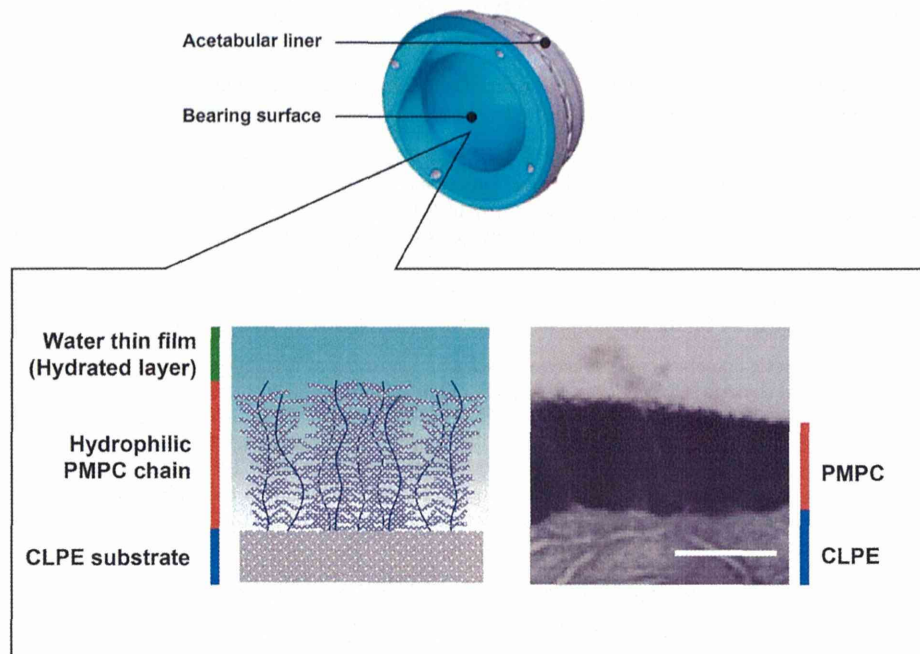 Acetabular liner
Bearing surface
Water thin film
(Hydrated layer)
Hydrophilic
PMPC chain
CLPE substrate
PMPC
CLPE